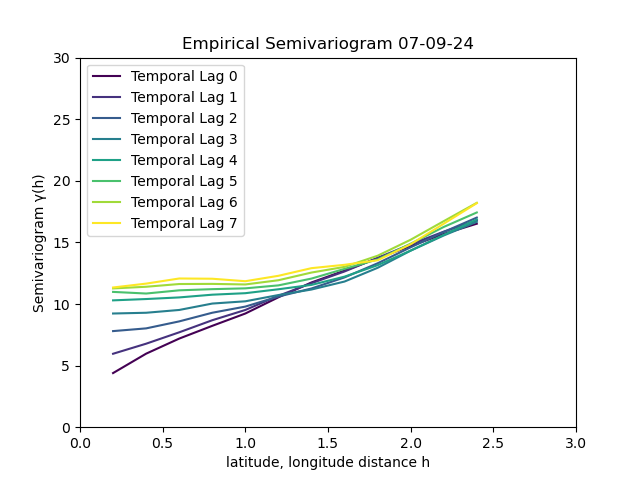 Empirical Semivariogram 07-09-24
30
25
20
15
10
5
0
Semivariogram γ(h)
Temporal Lag 0
Temporal Lag 1
Temporal Lag 2
Temporal Lag 3
Temporal Lag 4
Temporal Lag 5
Temporal Lag 6
Temporal Lag 7
0.0 0.5 1.0 1.5 2.0 2.5 3.0
latitude, longitude distance h